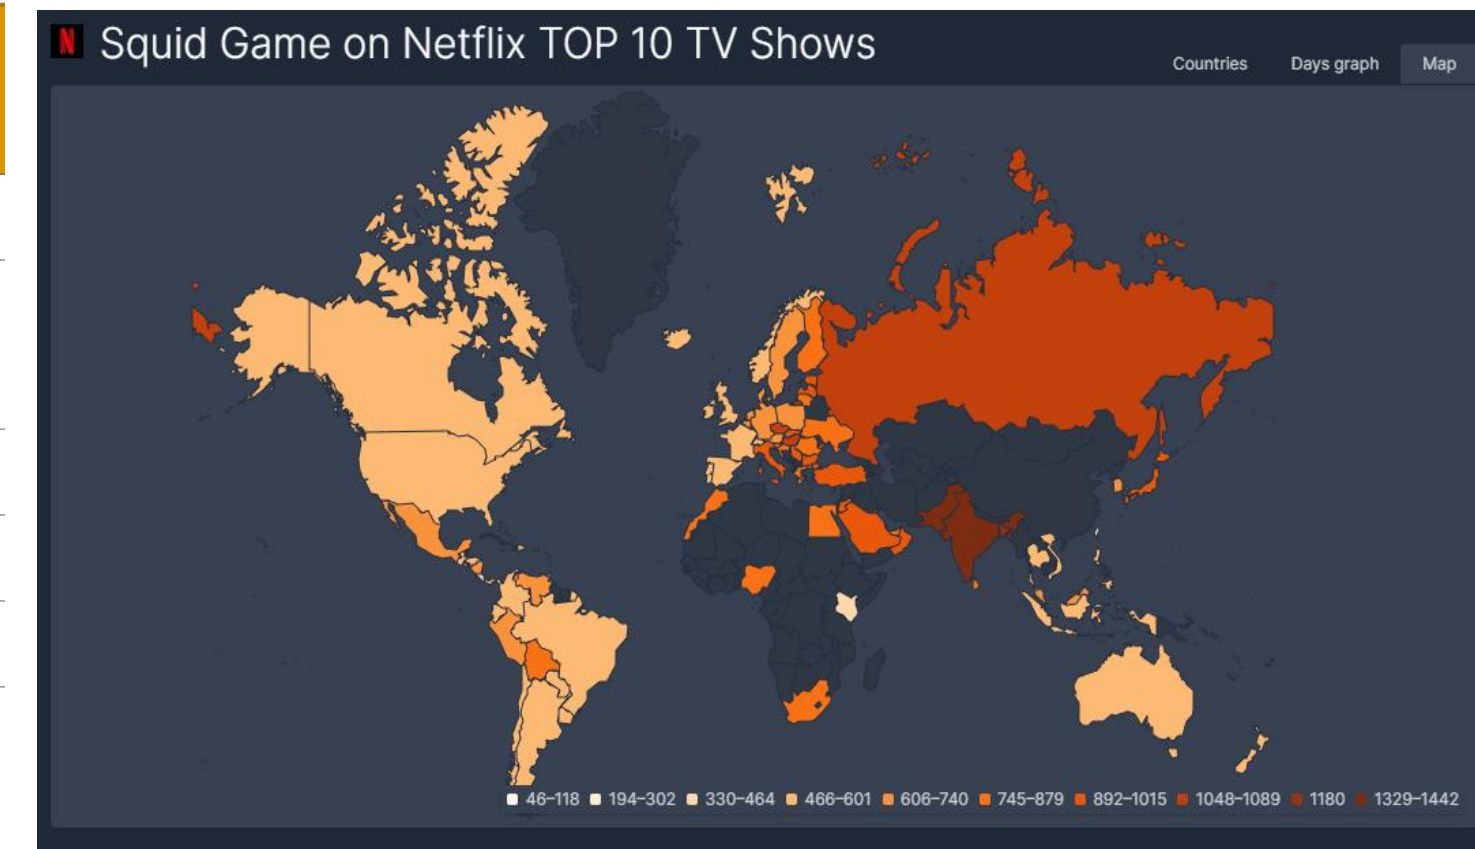 N Squid Game on Netflix TOP 10 TV Shows
Countries Days graph Map
46–118 194–302 330–464 466–601 606–740 745–879 892–1015 1048–1089 1180 1329–1442